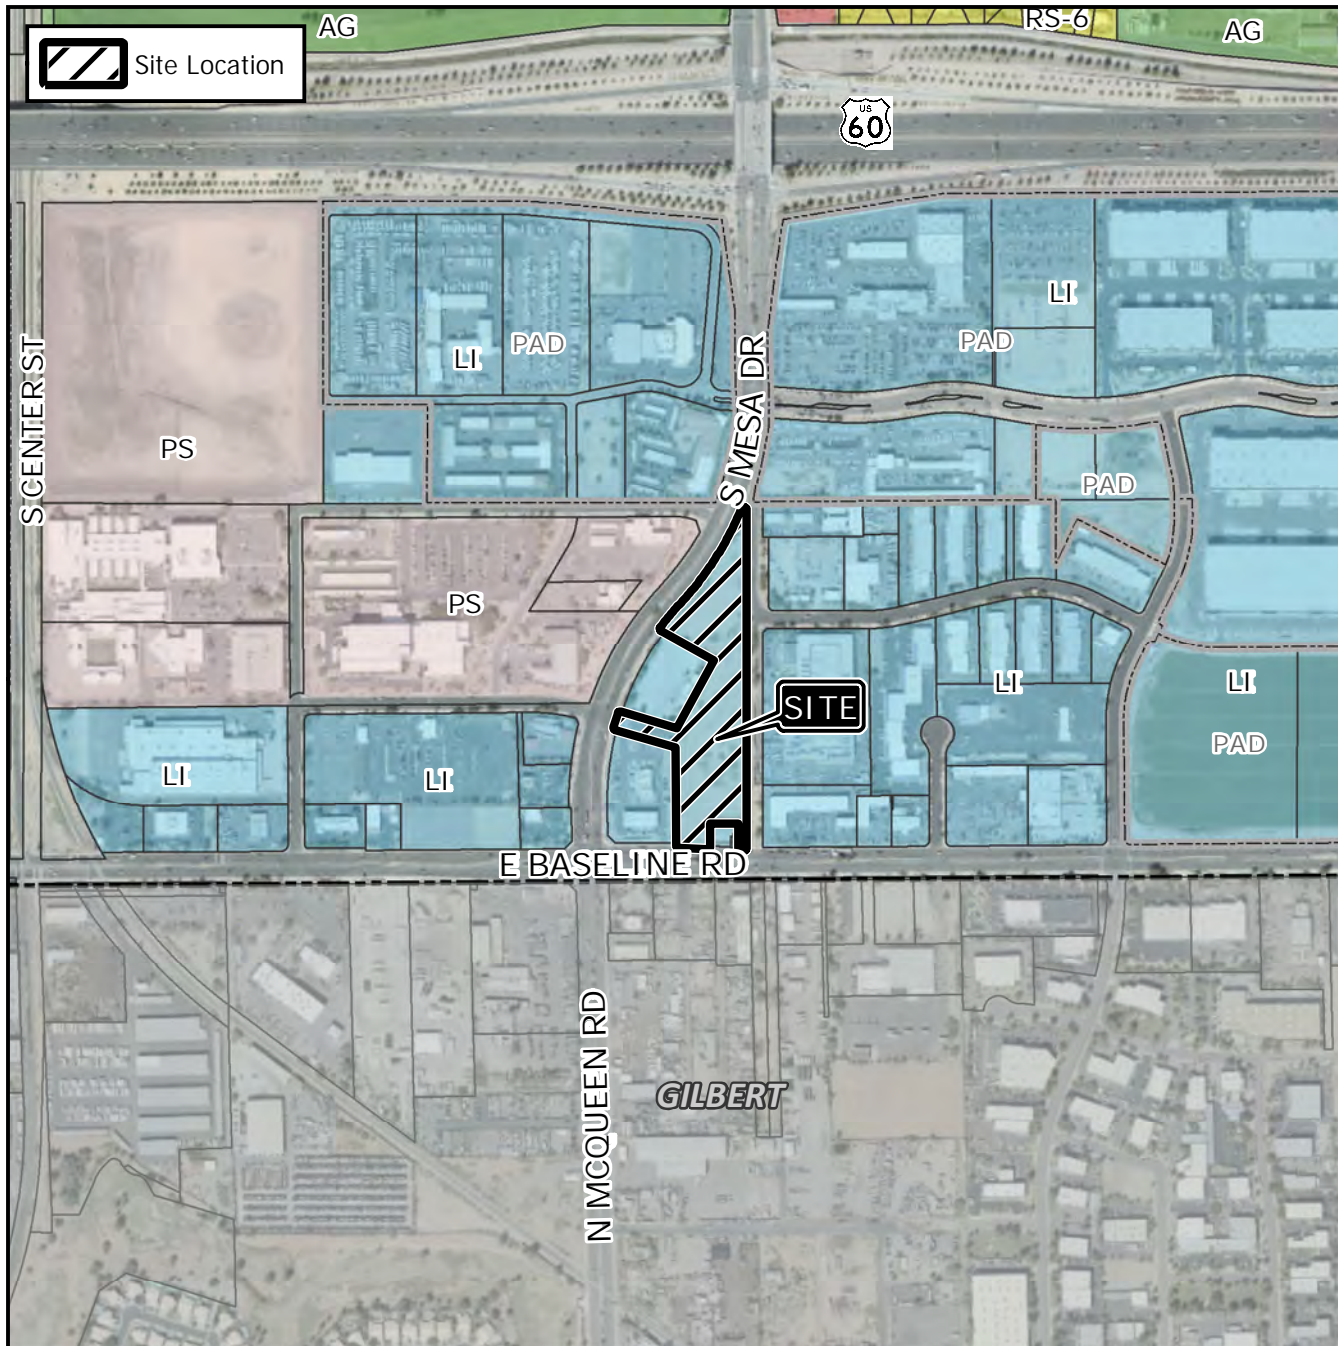 AG
RS-6
AG
Site Location
US
60
S CENTER ST
LI
PAD
LI
PAD
S MESA DR
PS
PAD
PS
LI
LI
SITE
PAD
LI
LI
E BASELINE RD
N MCQUEEN RD
GILBERT